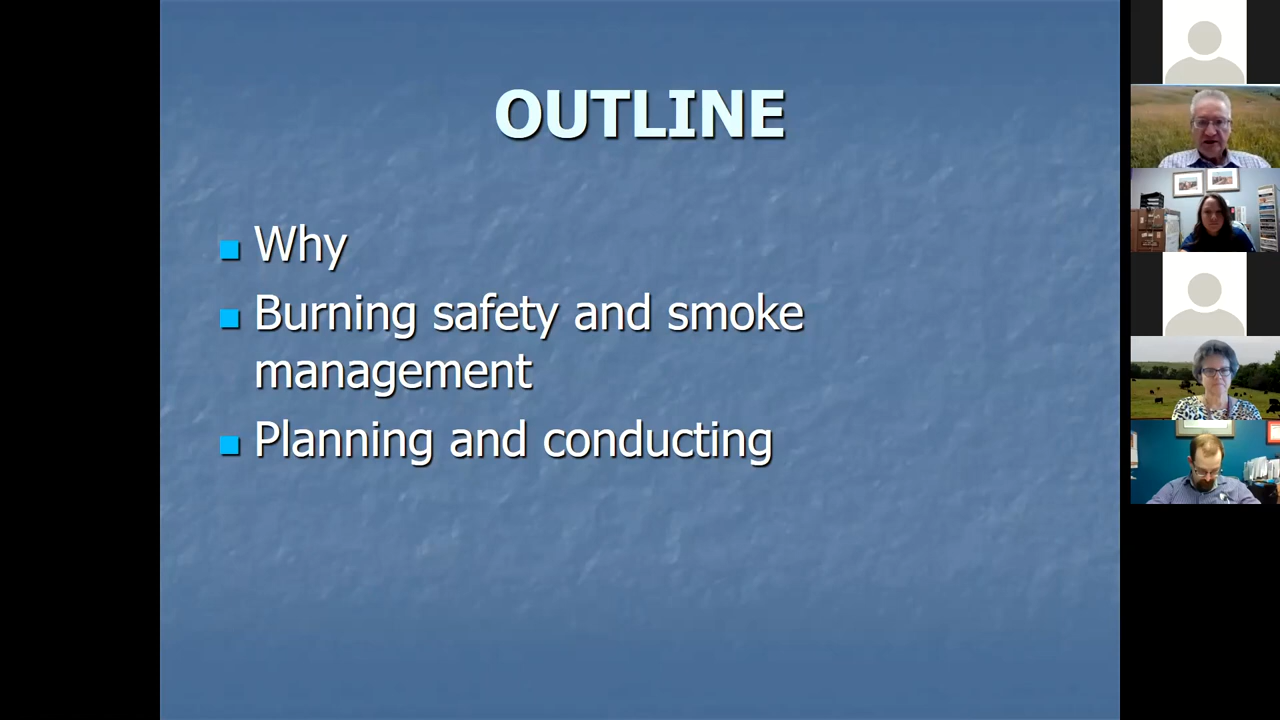 OUTLINE
Why
Burning safety and smoke
management
Planning and conducting